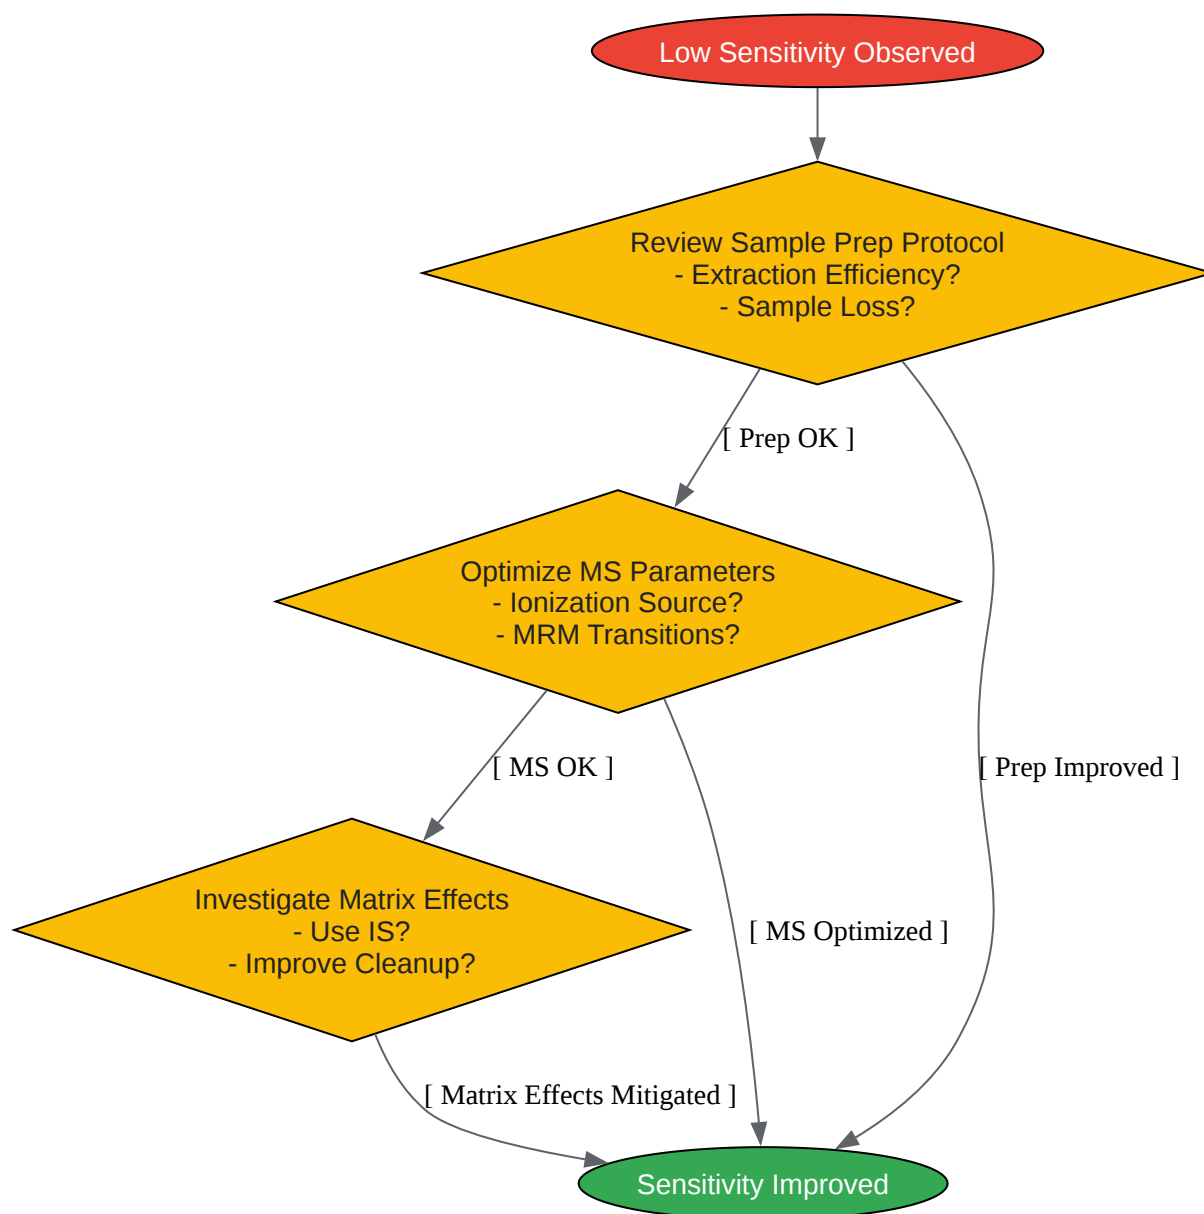 Low Sensitivity Observed
Review Sample Prep Protocol
- Extraction Efficiency?
- Sample Loss?
[ Prep OK ]
Optimize MS Parameters
- Ionization Source?
- MRM Transitions?
[ MS OK ]
[ Prep Improved ]
Investigate Matrix Effects
- Use IS?
- Improve Cleanup?
[ MS Optimized ]
[ Matrix Effects Mitigated ]
Sensitivity Improved